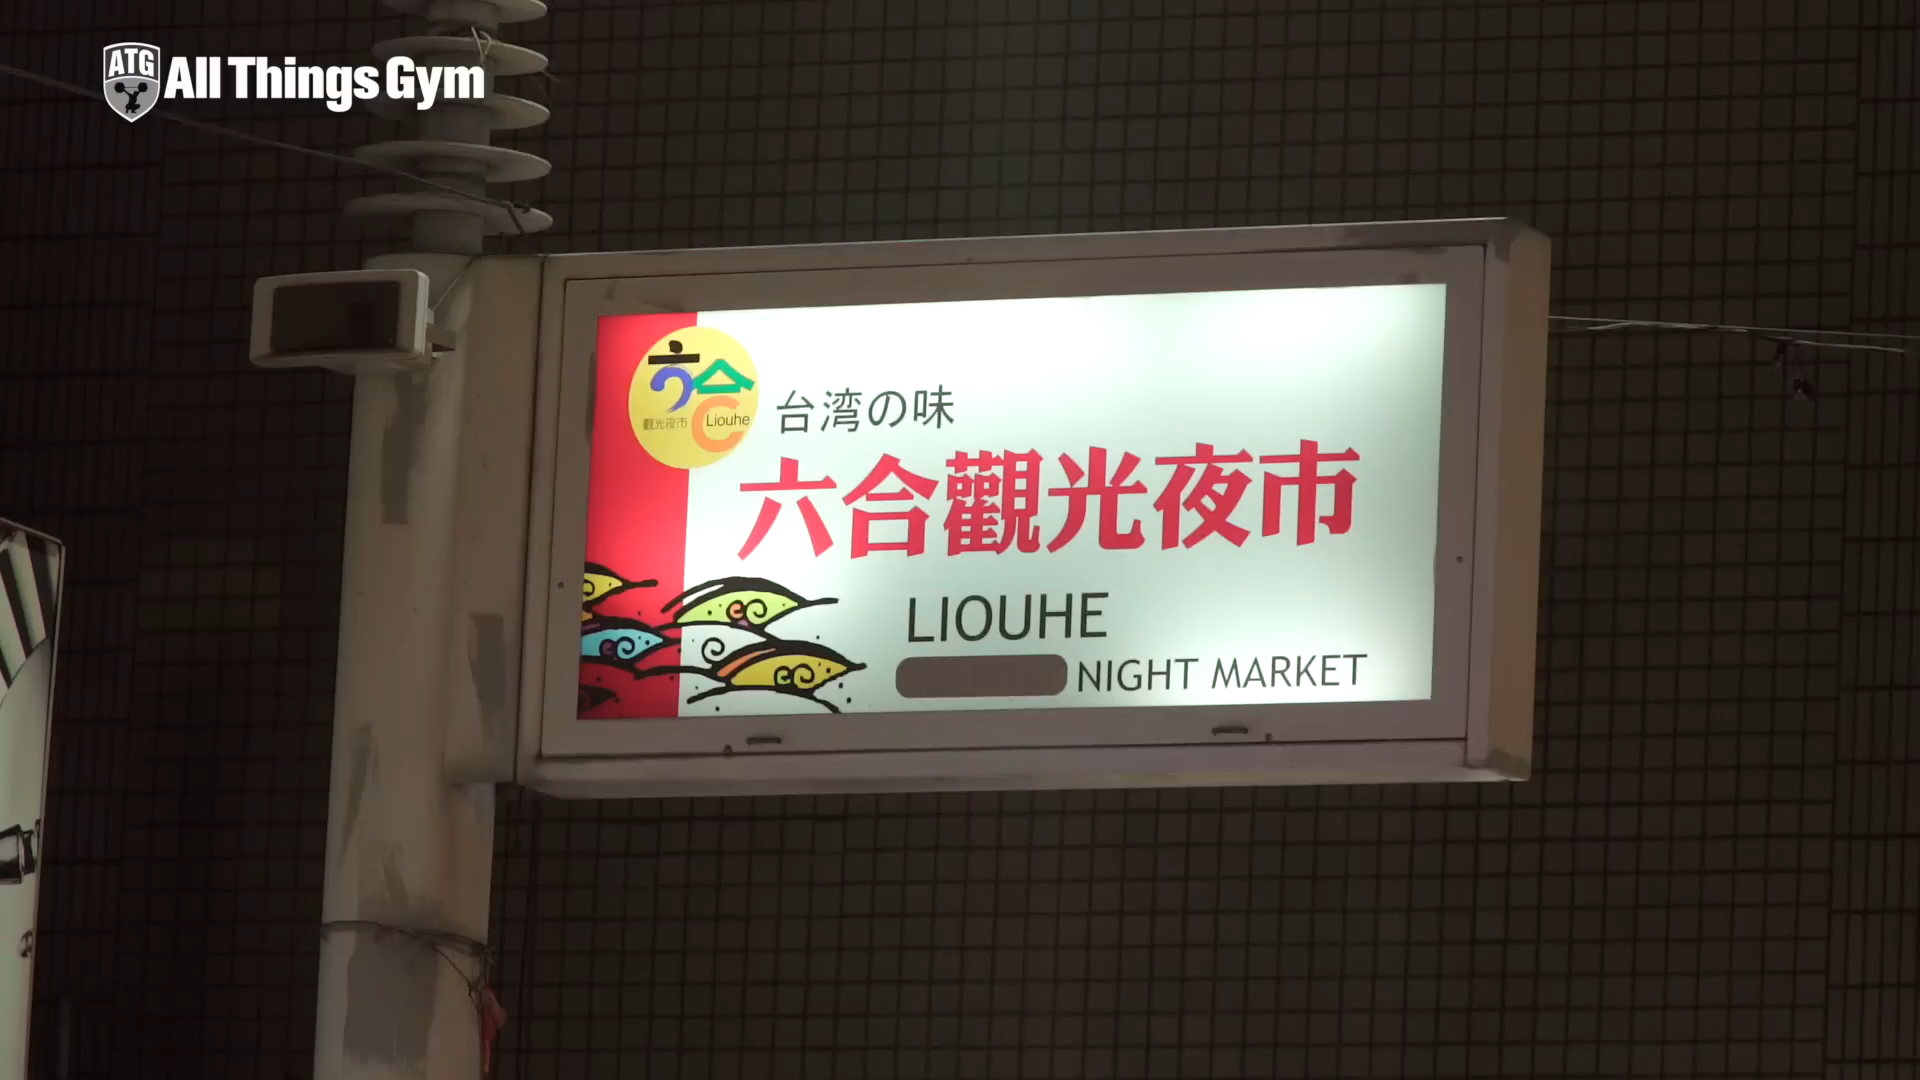 ATG All Things Gym
六合
觀光夜市 Liouhe
台湾の味
六合觀光夜市
LIOUHE
NIGHT MARKET